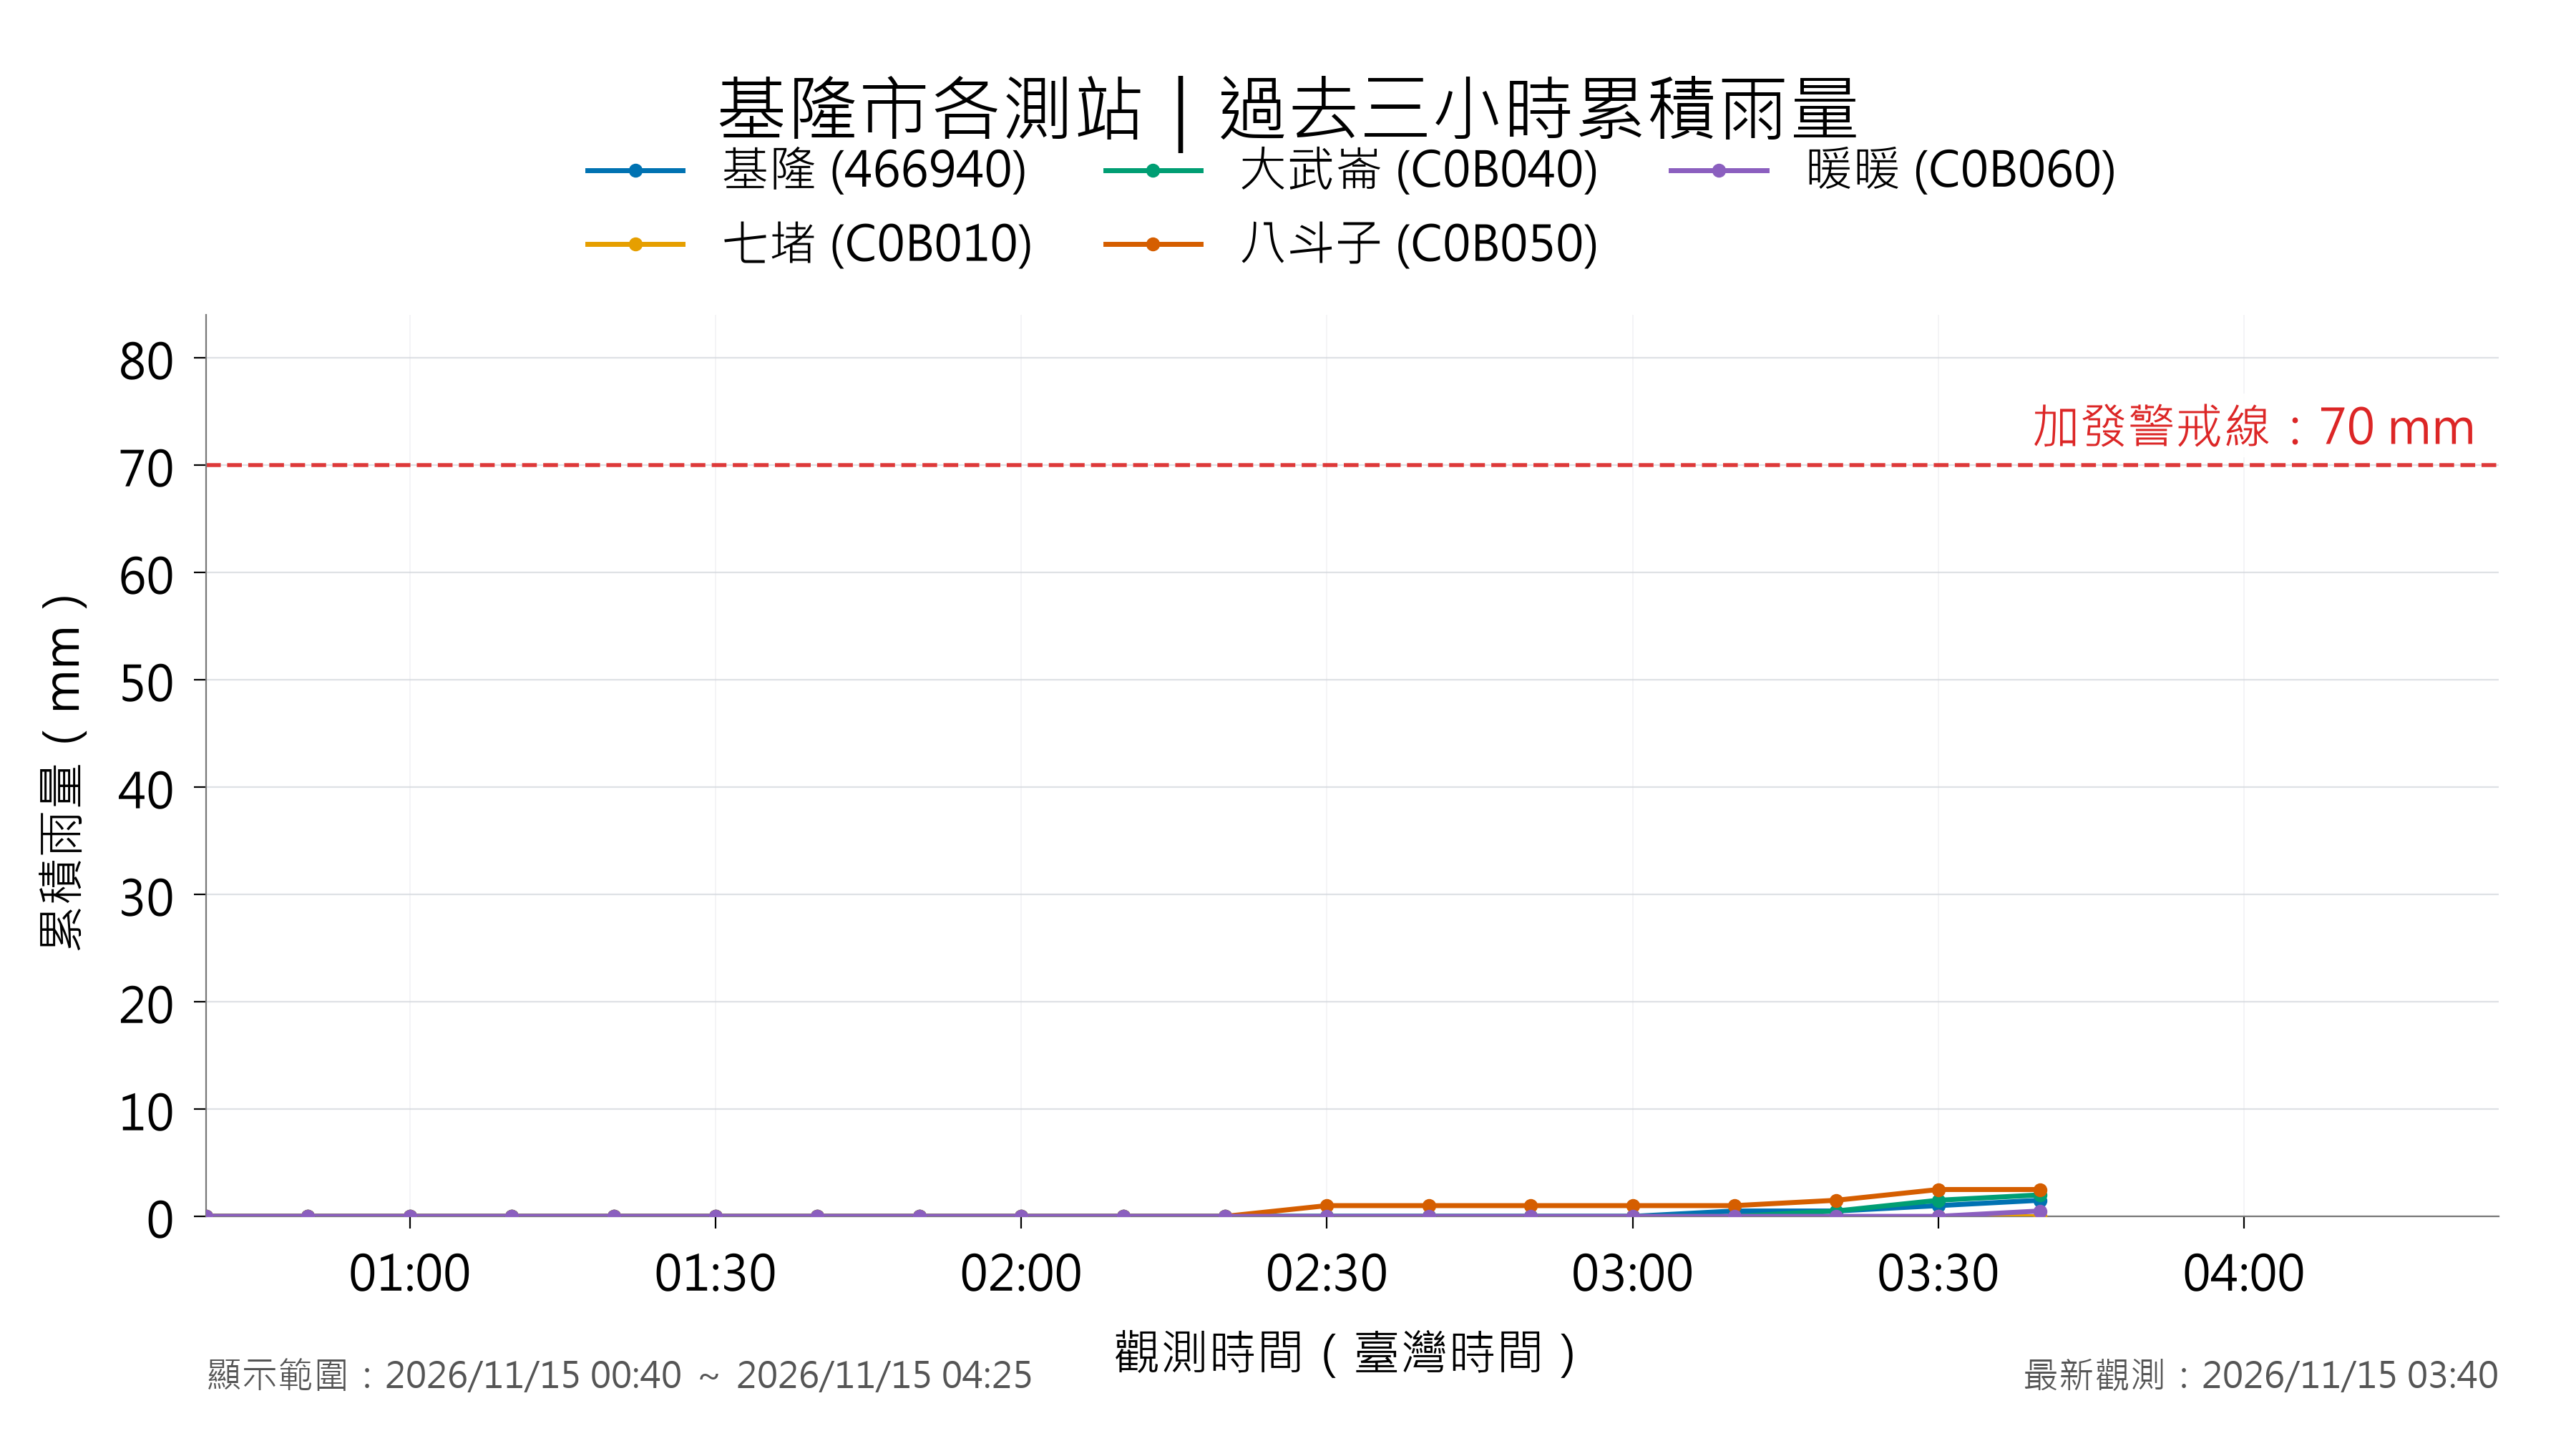 基隆市各測站｜過去三小時累積雨量
基隆 (466940) 大武崙 (C0B040) 暖暖 (C0B060)
七堵 (C0B010) 八斗子 (C0B050)
累積雨量（mm）
80
加發警戒線：70 mm
70
60
50
40
30
20
10
0
01:00 01:30 02:00 02:30 03:00 03:30 04:00
觀測時間（臺灣時間）
顯示範圍：2026/11/15 00:40 ~ 2026/11/15 04:25
最新觀測：2026/11/15 03:40